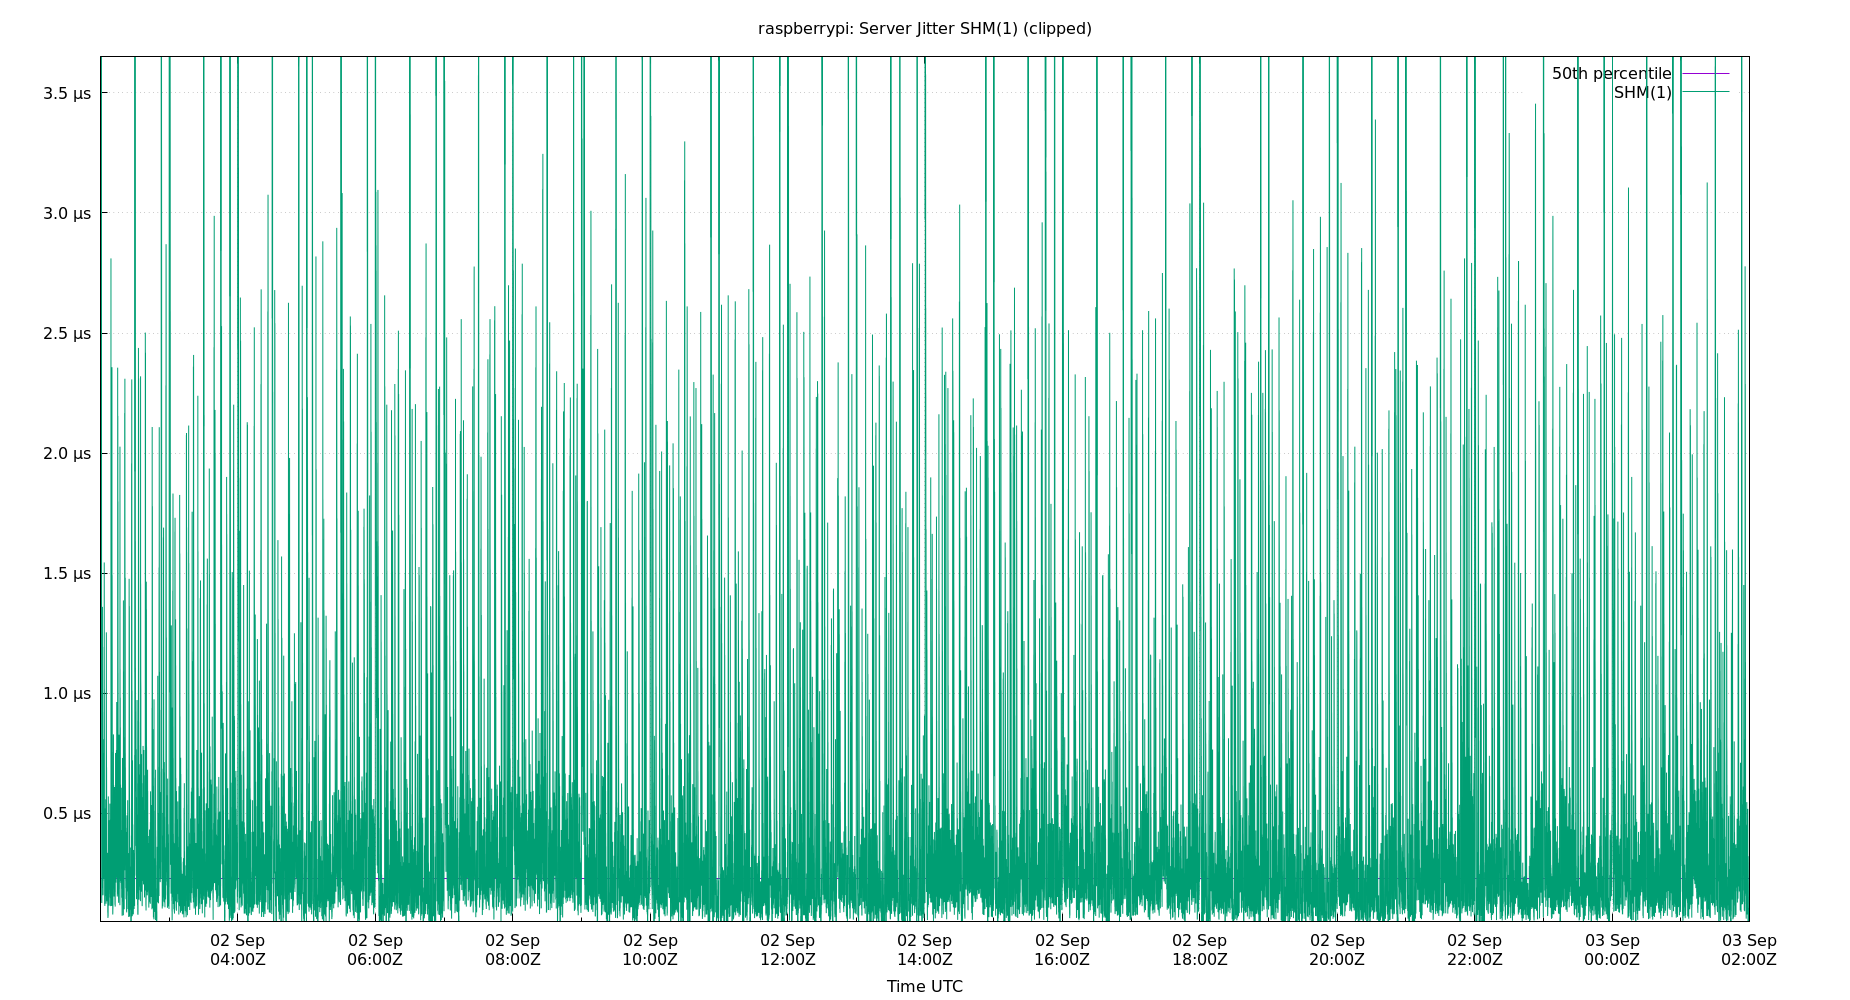 raspberrypi: Server Jitter SHM(1) (clipped)
50th percentile
SHM(1)
3.5 µs
3.0 µs
2.5 µs
2.0 µs
1.5 µs
1.0 µs
0.5 µs
02 Sep 02 Sep 02 Sep 02 Sep 02 Sep 02 Sep 02 Sep 02 Sep 02 Sep 02 Sep 03 Sep 03 Sep
04:00Z 06:00Z 08:00Z 10:00Z 12:00Z 14:00Z 16:00Z 18:00Z 20:00Z 22:00Z 00:00Z 02:00Z
Time UTC